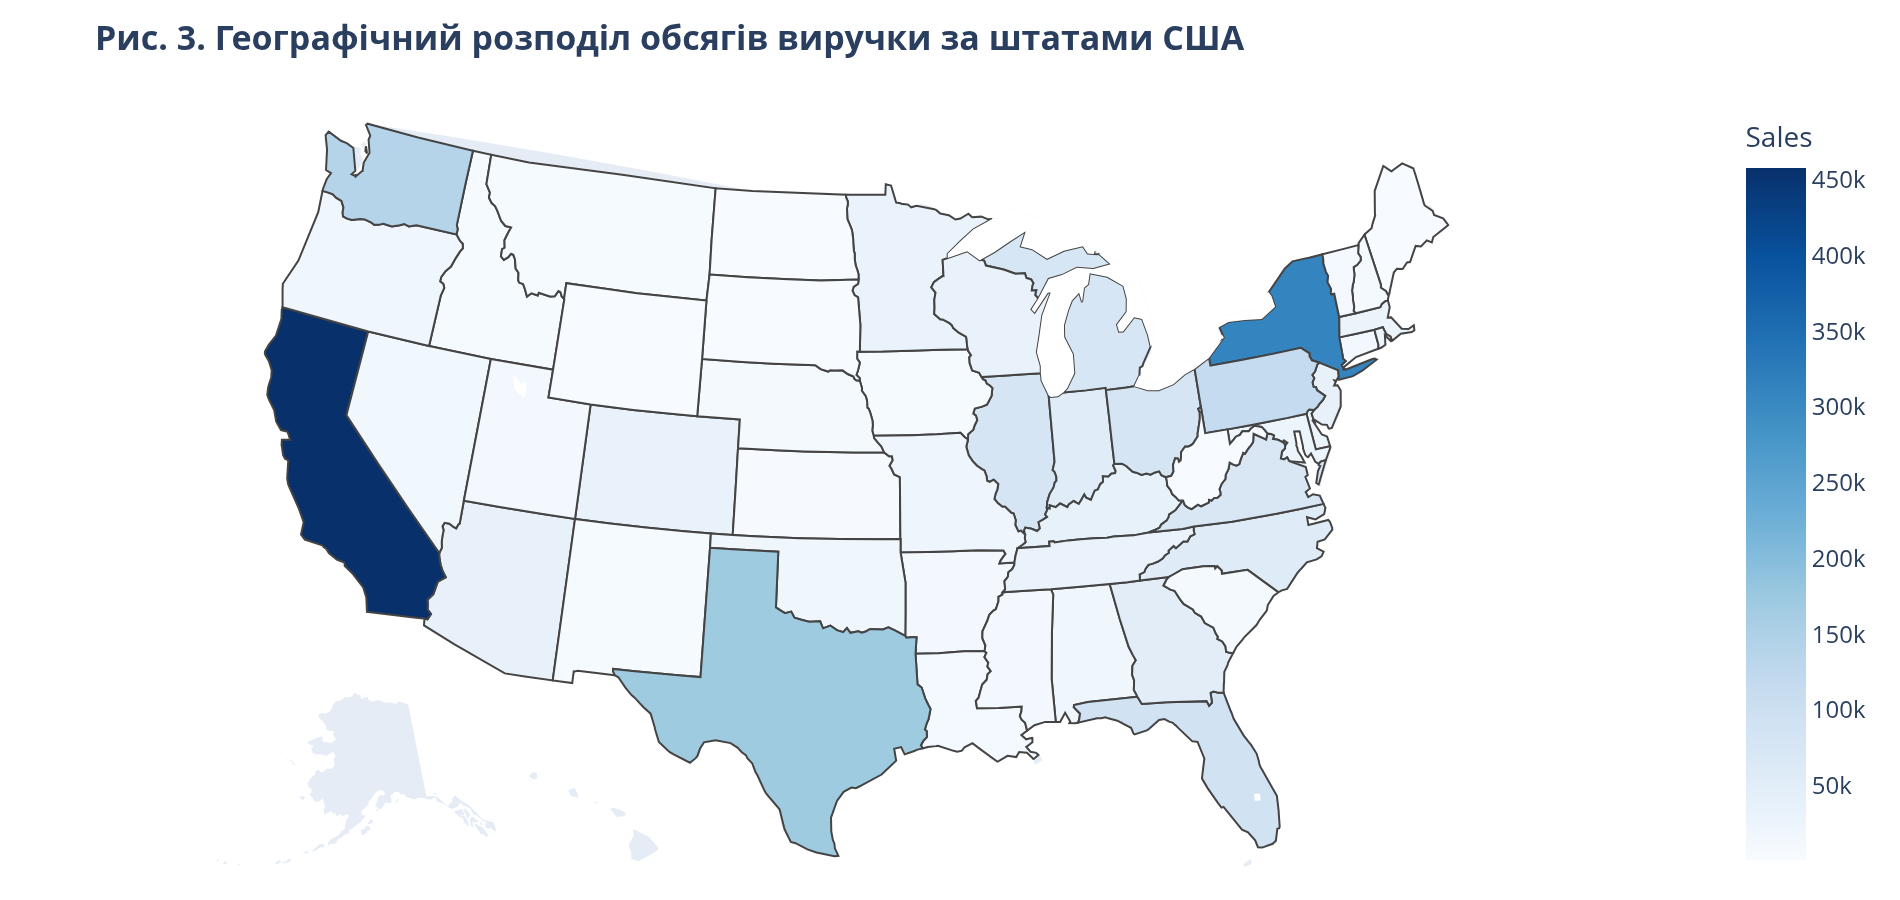 Рис. 3. Географічний розподіл обсягів виручки за штатами США
Sales
450k
400k
350k
300k
250k
200k
150k
100k
50k